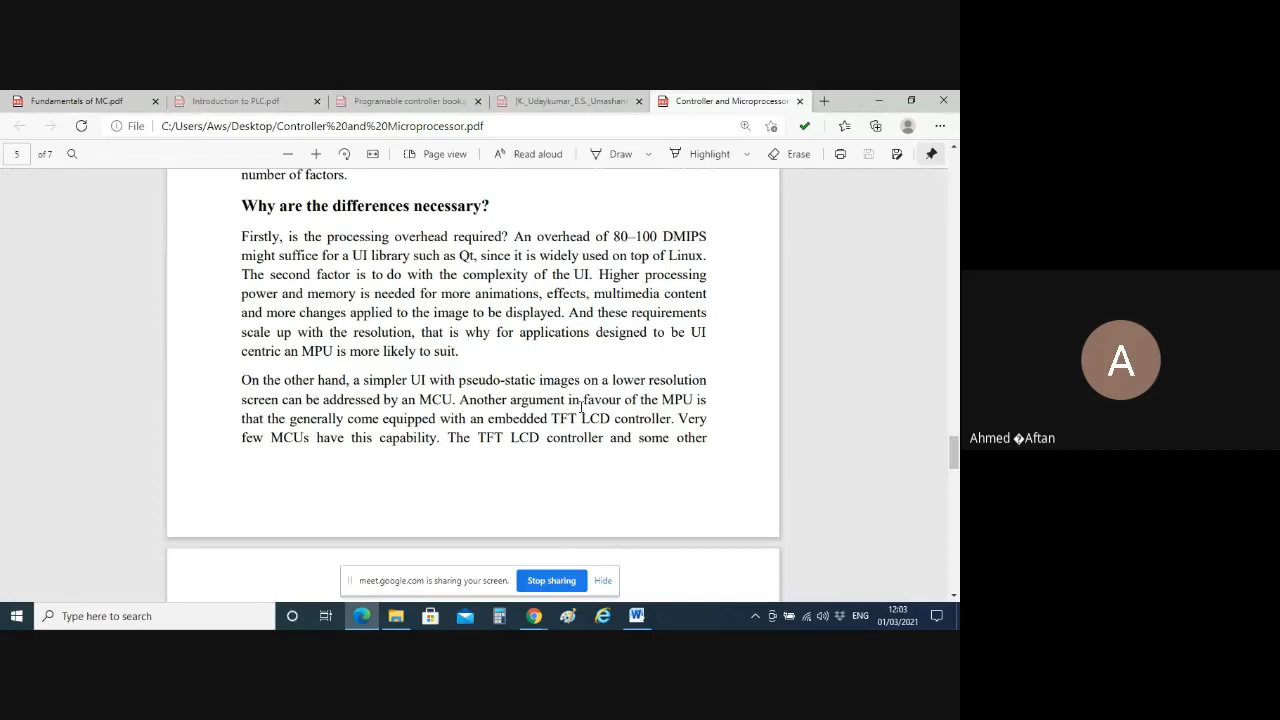 Fundamentals of MC.pdf
Introduction to PLC.pdf
Programable controller book.p
[K._Udaykumar,_B.S._Umashan
Controller and Microprocessor
File
C:/Users/Aws/Desktop/Controller%20and%20Microprocessor.pdf
5 of 7
Page view
Read aloud
Draw
Highlight
Erase
number of factors.
Why are the differences necessary?
Firstly, is the processing overhead required? An overhead of 80–100 DMIPS
might suffice for a UI library such as Qt, since it is widely used on top of Linux.
The second factor is to do with the complexity of the UI. Higher processing
power and memory is needed for more animations, effects, multimedia content
and more changes applied to the image to be displayed. And these requirements
scale up with the resolution, that is why for applications designed to be UI
centric an MPU is more likely to suit.
On the other hand, a simpler UI with pseudo-static images on a lower resolution
screen can be addressed by an MCU. Another argument in favour of the MPU is
that the generally come equipped with an embedded TFT LCD controller. Very
few MCUs have this capability. The TFT LCD controller and some other
A
Ahmed �Aftan
meet.google.com is sharing your screen.
Stop sharing
Hide
Type here to search
ENG
12:03
01/03/2021